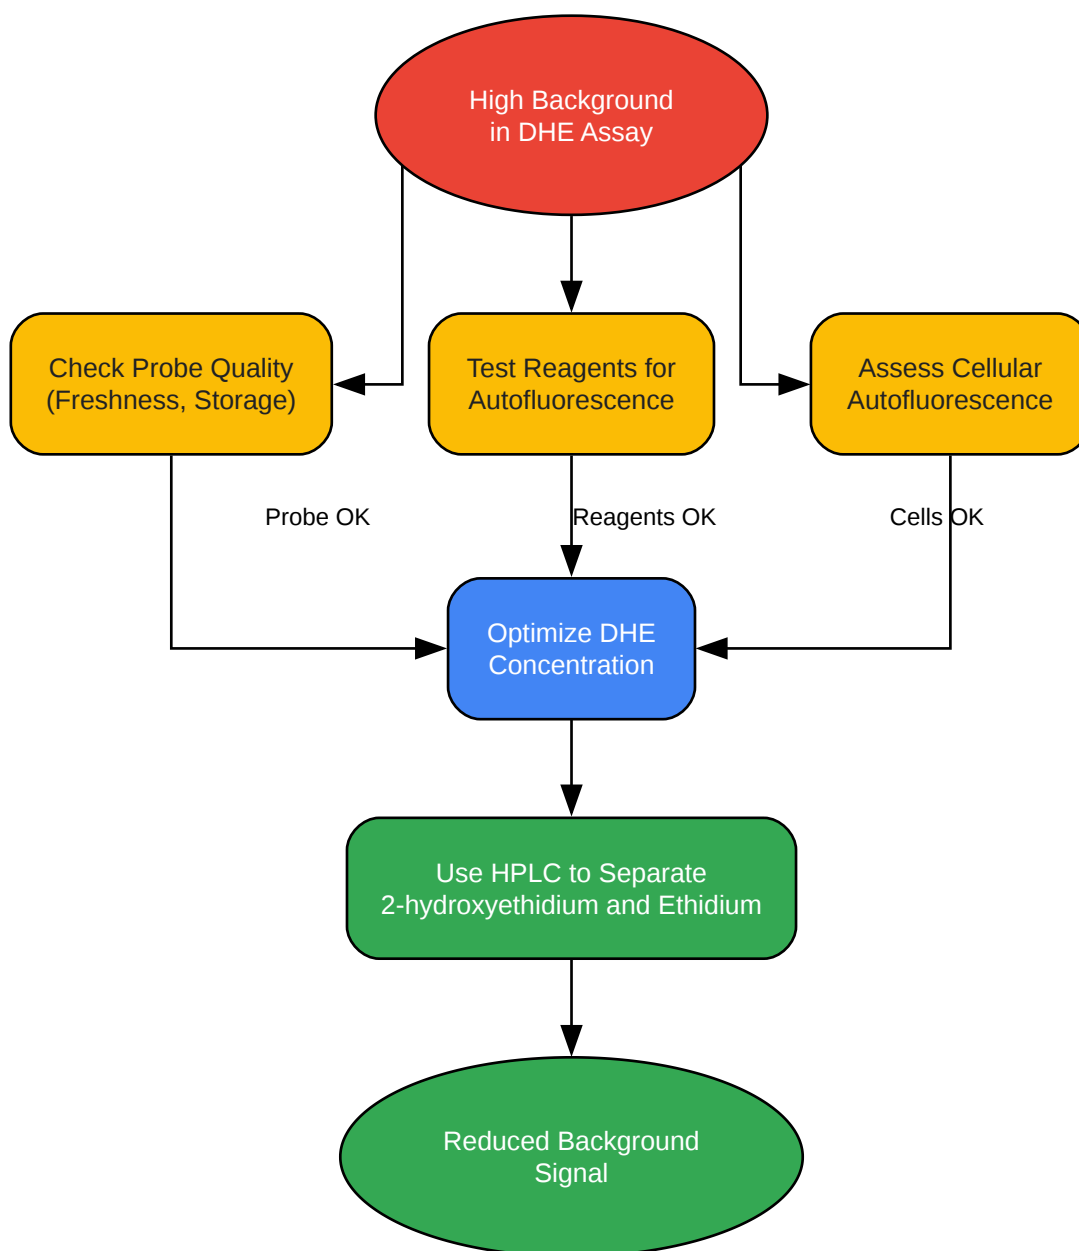 High Background
in DHE Assay
Check Probe Quality
(Freshness, Storage)
Test Reagents for
Autofluorescence
Assess Cellular
Autofluorescence
Probe OK
Reagents OK
Cells OK
Optimize DHE
Concentration
Use HPLC to Separate
2-hydroxyethidium and Ethidium
Reduced Background
Signal